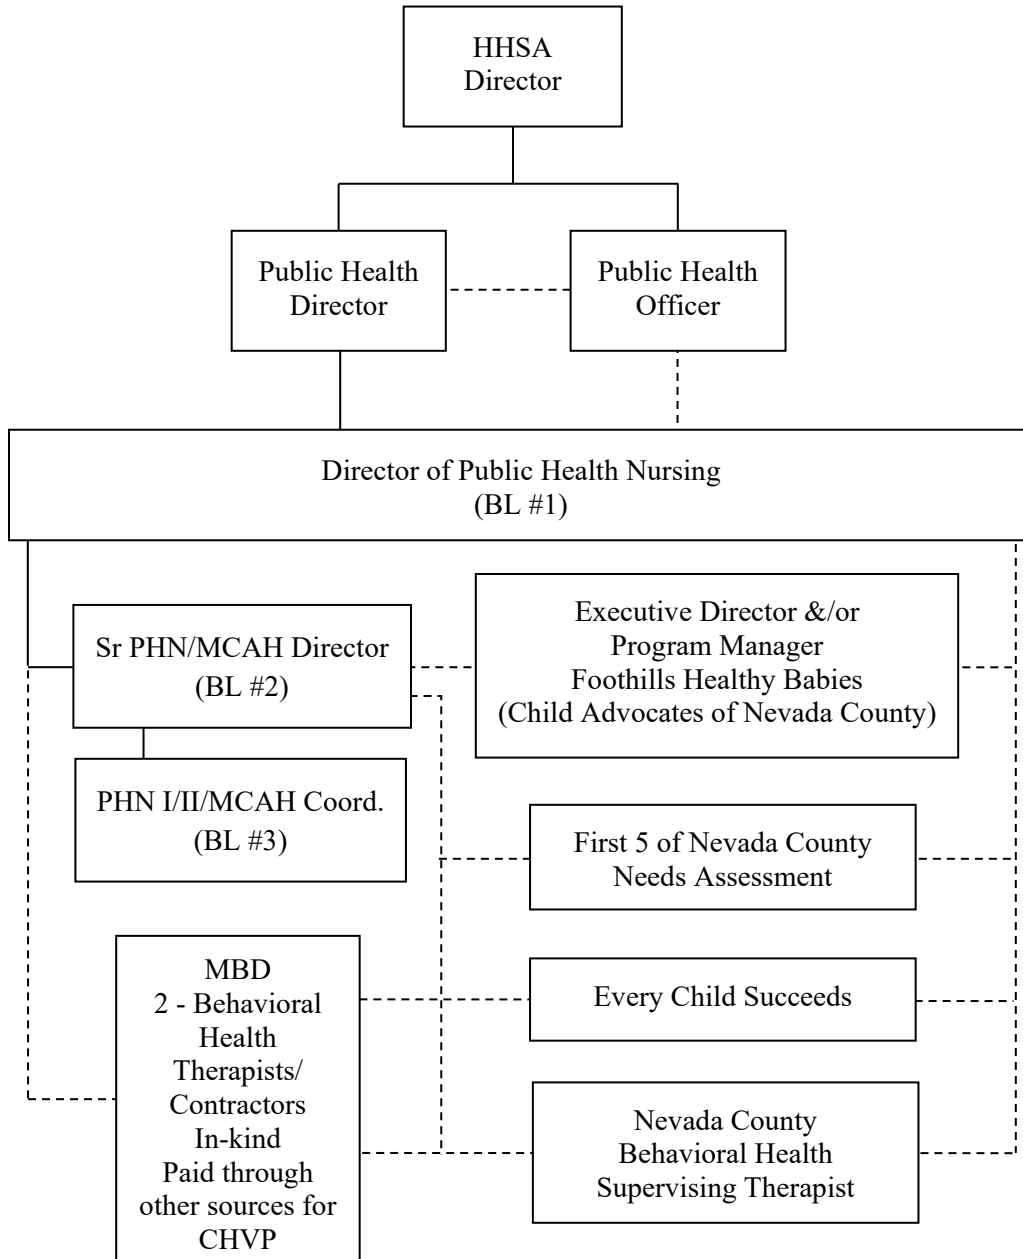 HHSA
Director
Public Health
Director
Public Health
Officer
Director of Public Health Nursing
(BL #1)
Sr PHN/MCAH Director
(BL #2)
Executive Director &/or
Program Manager
Foothills Healthy Babies
(Child Advocates of Nevada County)
PHN I/II/MCAH Coord.
(BL #3)
First 5 of Nevada County
Needs Assessment
MBD
2 - Behavioral
Health
Therapists/
Contractors
In-kind
Paid through
other sources for
CHVP
Every Child Succeeds
Nevada County
Behavioral Health
Supervising Therapist